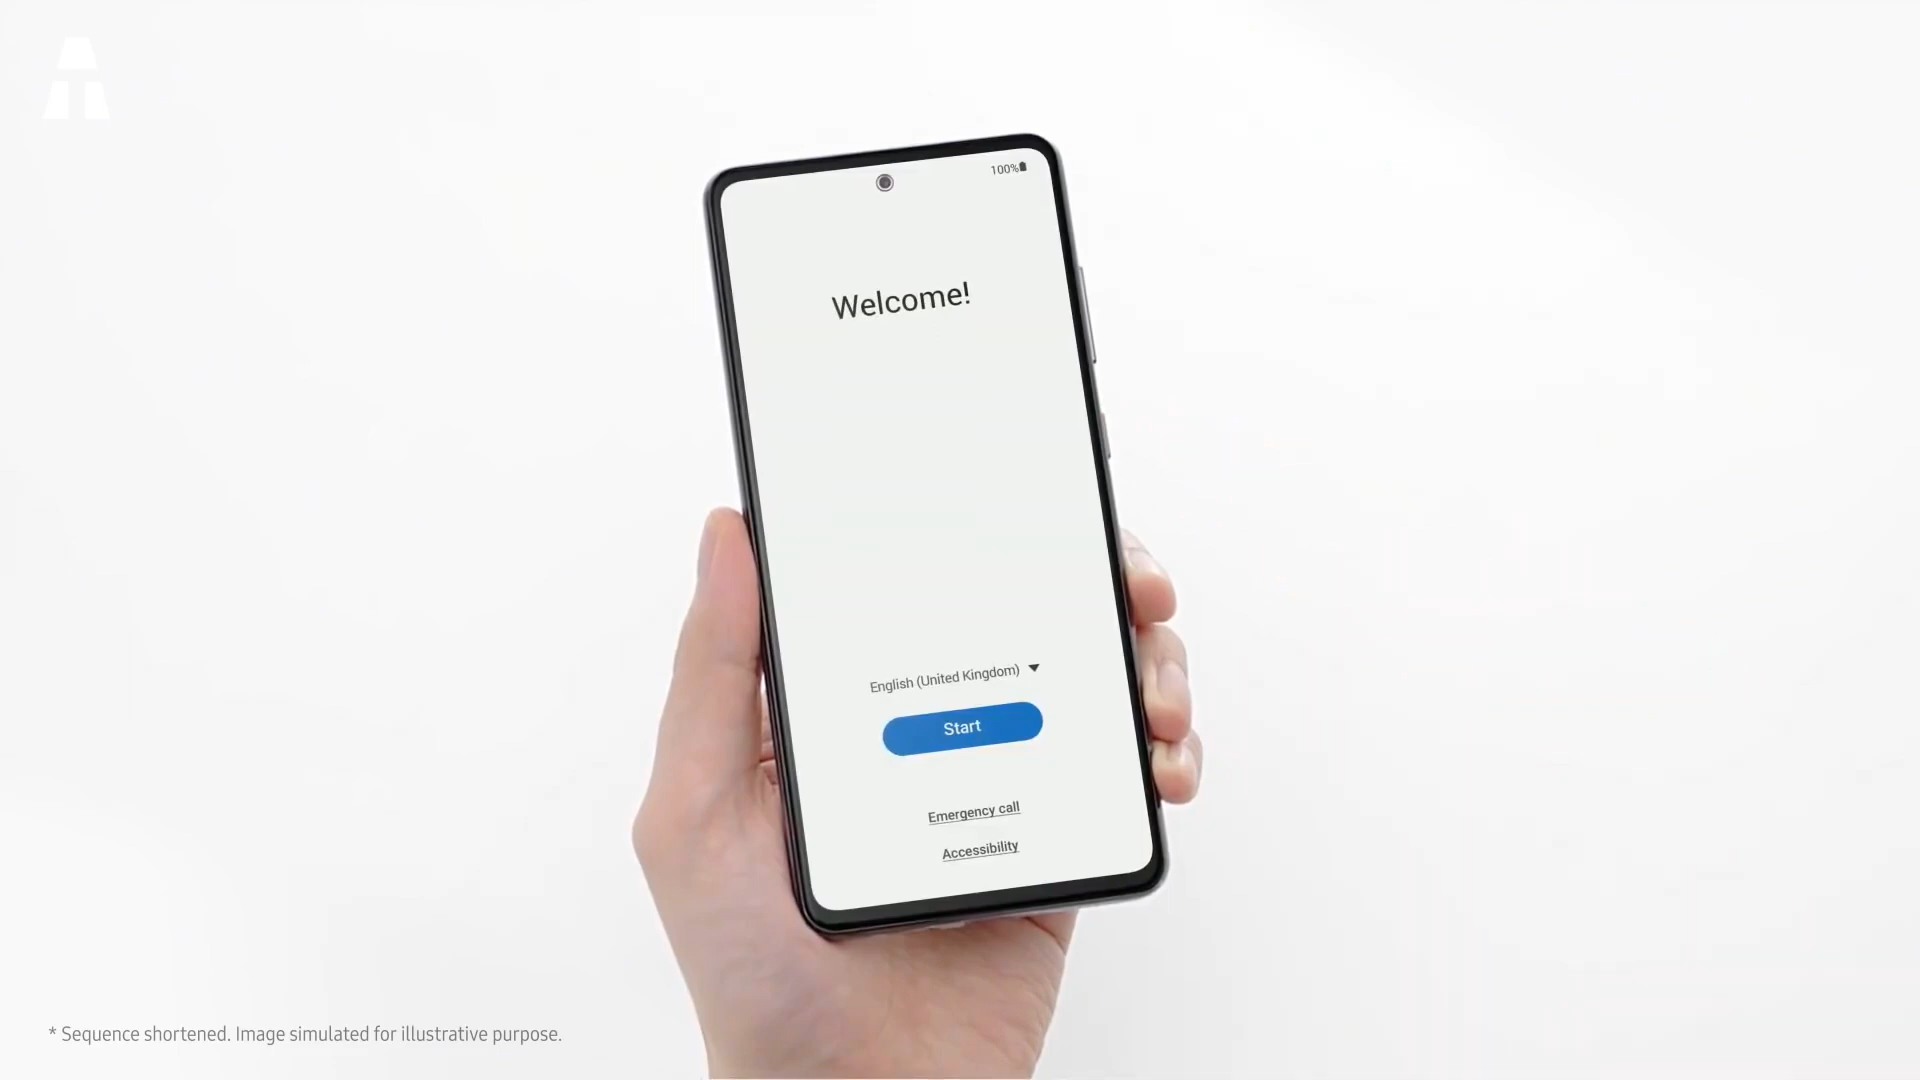 100%
Welcome!
English (United Kingdom)
Start
Emergency call
Accessibility
* Sequence shortened. Image simulated for illustrative purpose.